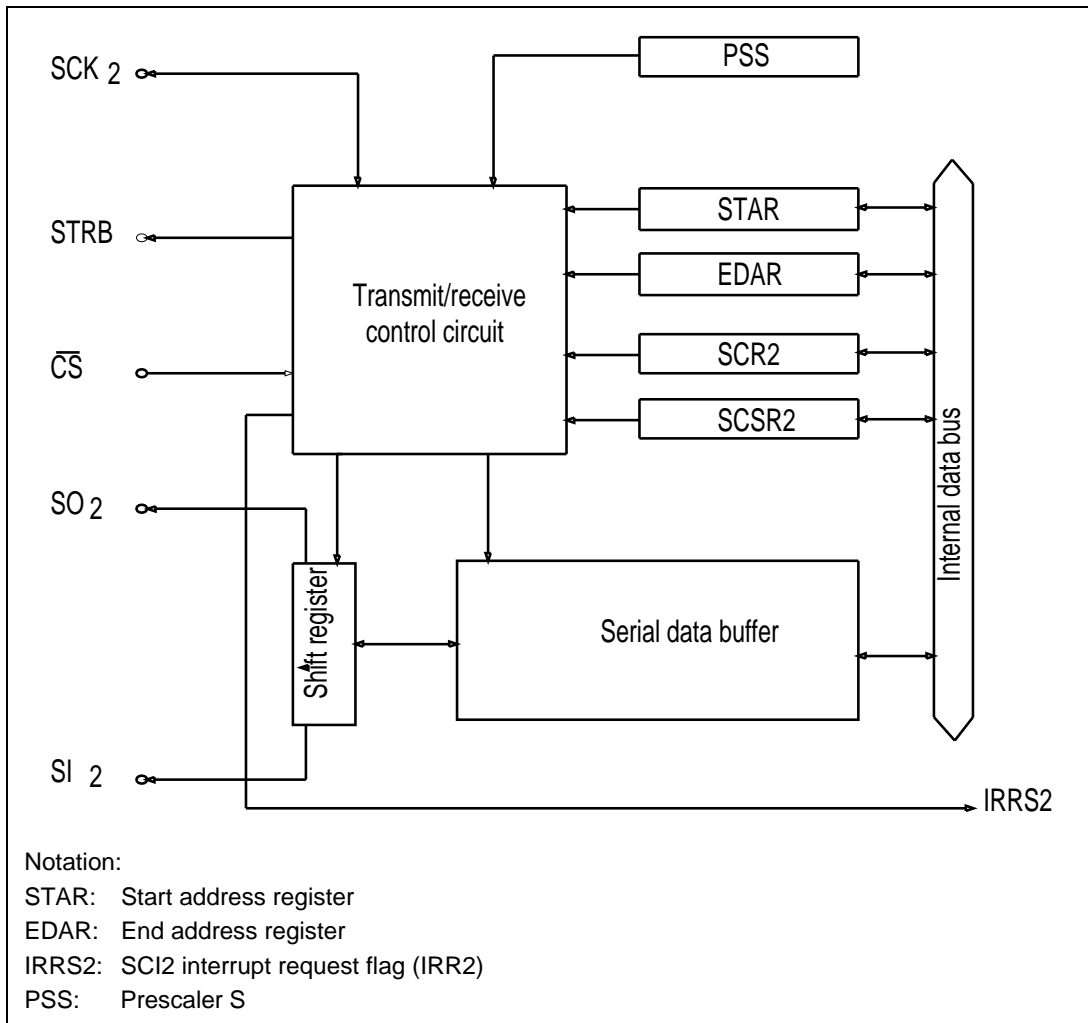 SCK 2
PSS
STAR
STRB
EDAR
Transmit/receive
control circuit
SCR2
C̅S̅
SCSR2
Internal data bus
SO 2
Shift register
Serial data buffer
SI 2
IRRS2
Notation:
STAR: Start address register
EDAR: End address register
IRRS2: SCI2 interrupt request flag (IRR2)
PSS: Prescaler S